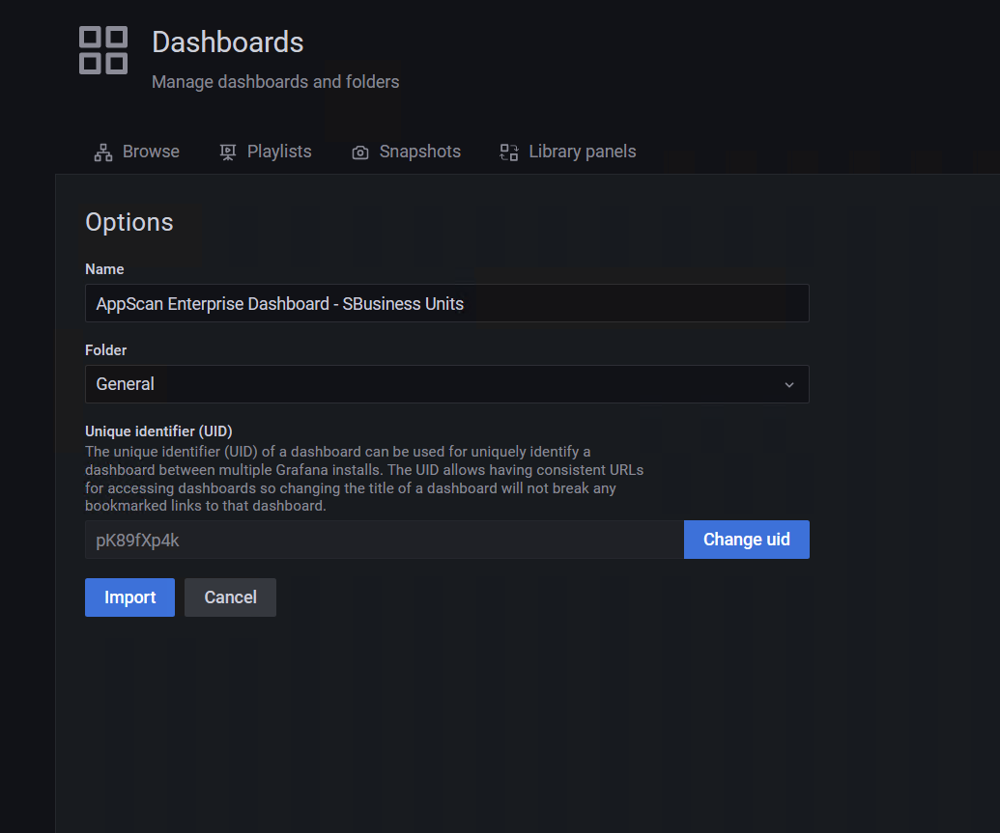 Dashboards
Manage dashboards and folders
Browse Playlists Snapshots Library panels
Options
Name
AppScan Enterprise Dashboard - SBusiness Units
Folder
General
Unique identifier (UID)
The unique identifier (UID) of a dashboard can be used for uniquely identify a
dashboard between multiple Grafana installs. The UID allows having consistent URLs
for accessing dashboards so changing the title of a dashboard will not break any
bookmarked links to that dashboard.
pK89fXp4k Change uid
Import Cancel